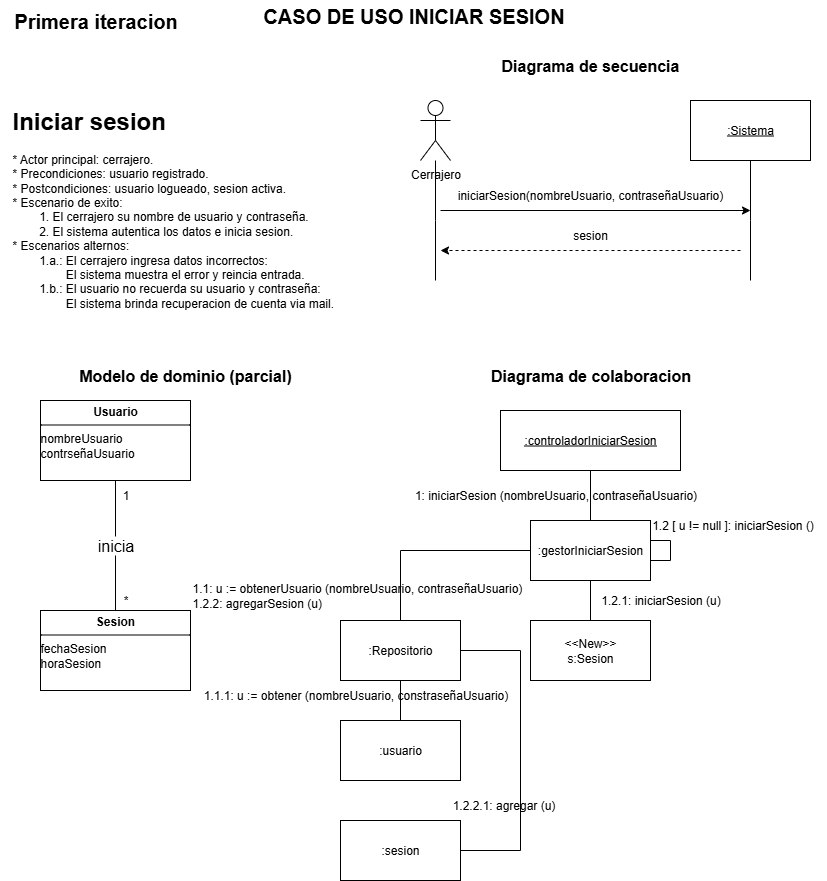 Primera iteracion
CASO DE USO INICIAR SESION
Diagrama de secuencia
Iniciar sesion
* Actor principal: cerrajero.
* Precondiciones: usuario registrado.
* Postcondiciones: usuario logueado, sesion activa.
* Escenario de exito:
1. El cerrajero su nombre de usuario y contraseña.
2. El sistema autentica los datos e inicia sesion.
* Escenarios alternos:
1.a.: El cerrajero ingresa datos incorrectos:
El sistema muestra el error y reincia entrada.
1.b.: El usuario no recuerda su usuario y contraseña:
El sistema brinda recuperacion de cuenta via mail.
Cerrajero
:Sistema
iniciarSesion(nombreUsuario, contraseñaUsuario)
sesion
Modelo de dominio (parcial)
Usuario
nombreUsuario
contrseñaUsuario
1
inicia
*
Sesion
fechaSesion
horaSesion
Diagrama de colaboracion
:controladorIniciarSesion
1: iniciarSesion (nombreUsuario, contraseñaUsuario)
1.2 [ u != null ]: iniciarSesion ()
:gestorIniciarSesion
1.1: u := obtenerUsuario (nombreUsuario, contraseñaUsuario)
1.2.2: agregarSesion (u)
1.2.1: iniciarSesion (u)
:Repositorio
<<New>>
s:Sesion
1.1.1: u := obtener (nombreUsuario, constraseñaUsuario)
:usuario
1.2.2.1: agregar (u)
:sesion